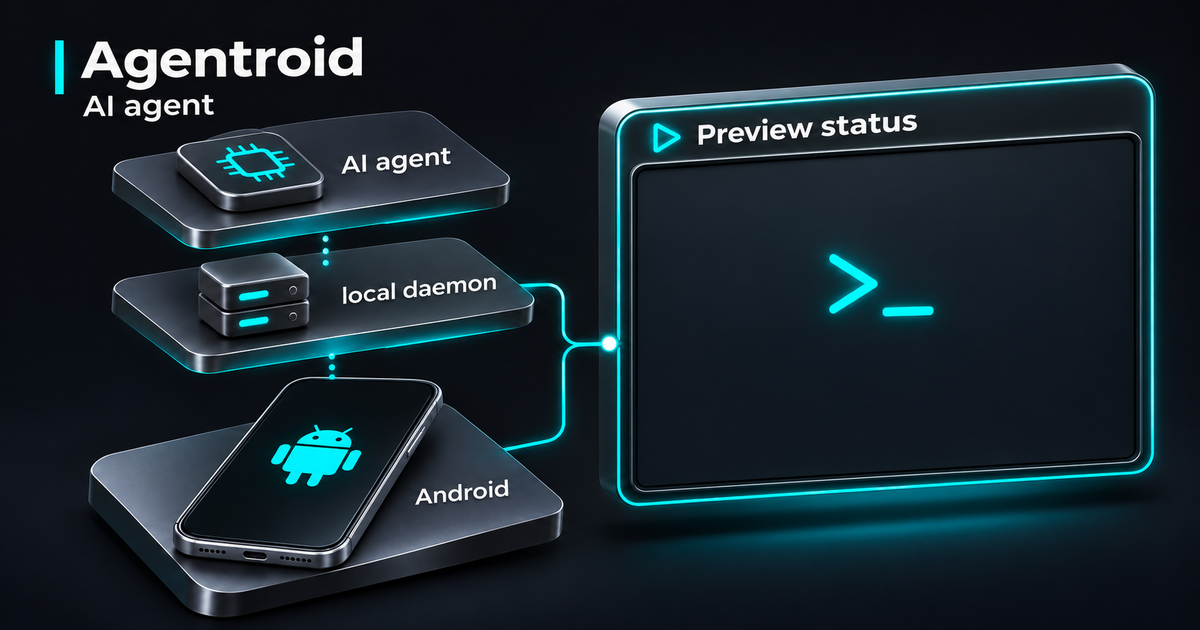 Agentroid
AI agent
AI agent
local daemon
Android
Preview status
>_